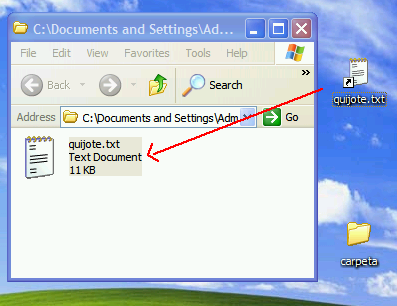 C:\Documents and Settings\Ad...
File Edit View Favorites Tools Help
Back Search »
Address C:\Documents and Settings\Adm Go
quijote.txt
Text Document
11 KB
quijote.txt
carpeta